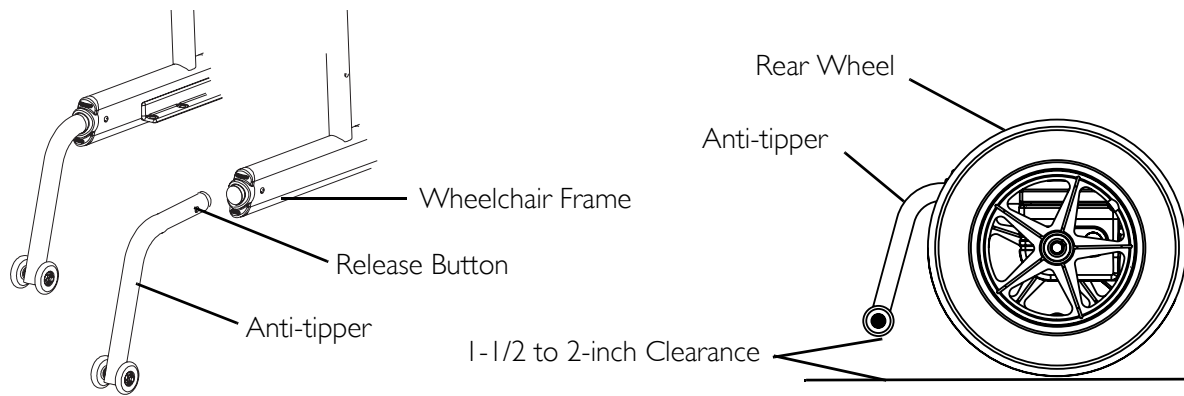 Rear Wheel
Anti-tipper
Wheelchair Frame
Release Button
Anti-tipper
1-1/2 to 2-inch Clearance